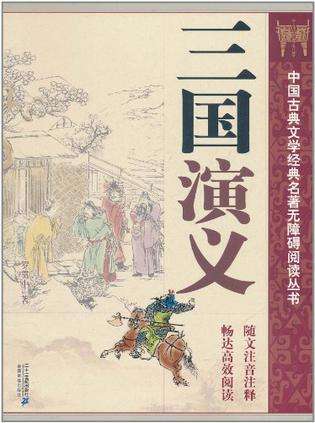 三国演义
中国古典文学经典名著无障碍阅读丛书
随文注音注释
畅达高效阅读